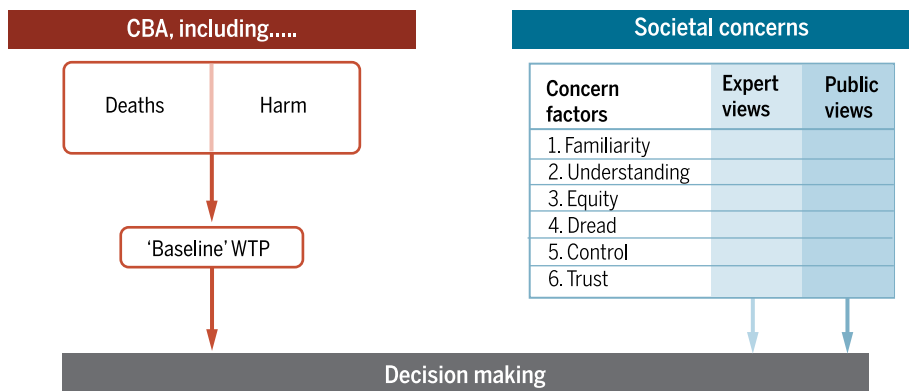 CBA, including.....
Deaths
Harm
'Baseline' WTP
Societal concerns
Concern
factors
Expert
views
Public
views
1. Familiarity
2. Understanding
3. Equity
4. Dread
5. Control
6. Trust
Decision making